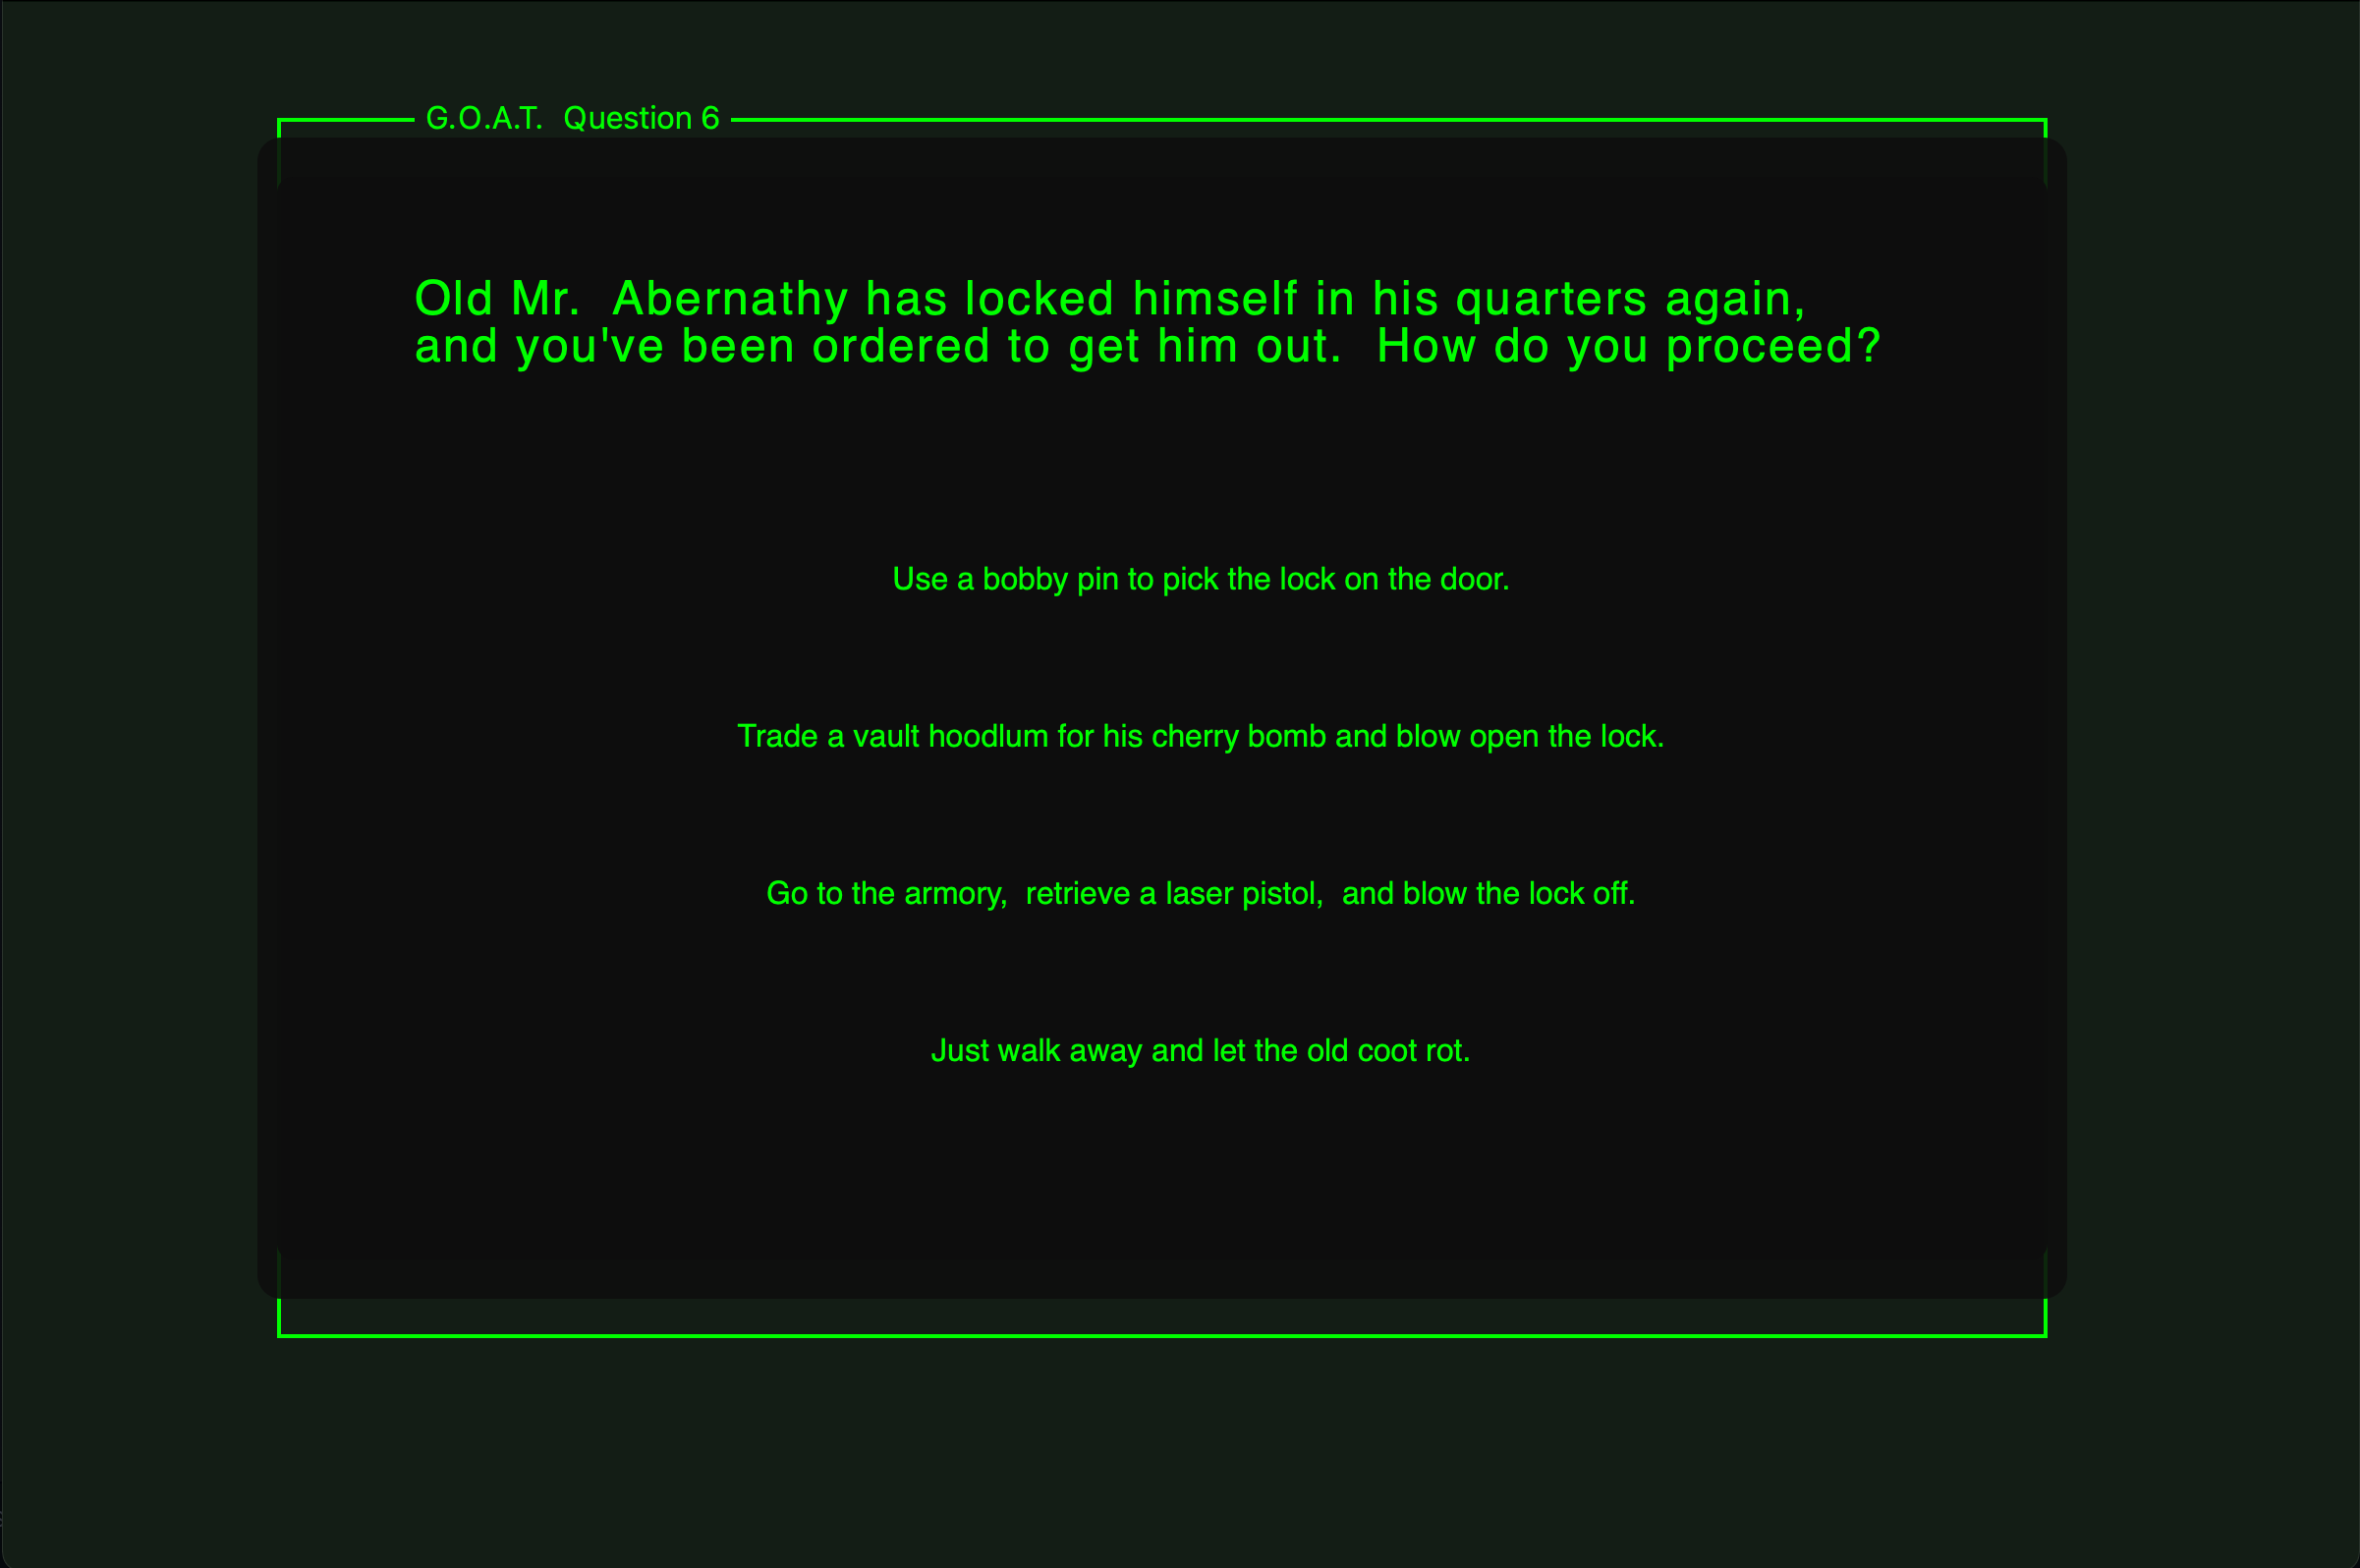 G.O.A.T. Question 6
Old Mr. Abernathy has locked himself in his quarters again,
and you've been ordered to get him out. How do you proceed?
Use a bobby pin to pick the lock on the door.
Trade a vault hoodlum for his cherry bomb and blow open the lock.
Go to the armory, retrieve a laser pistol, and blow the lock off.
Just walk away and let the old coot rot.